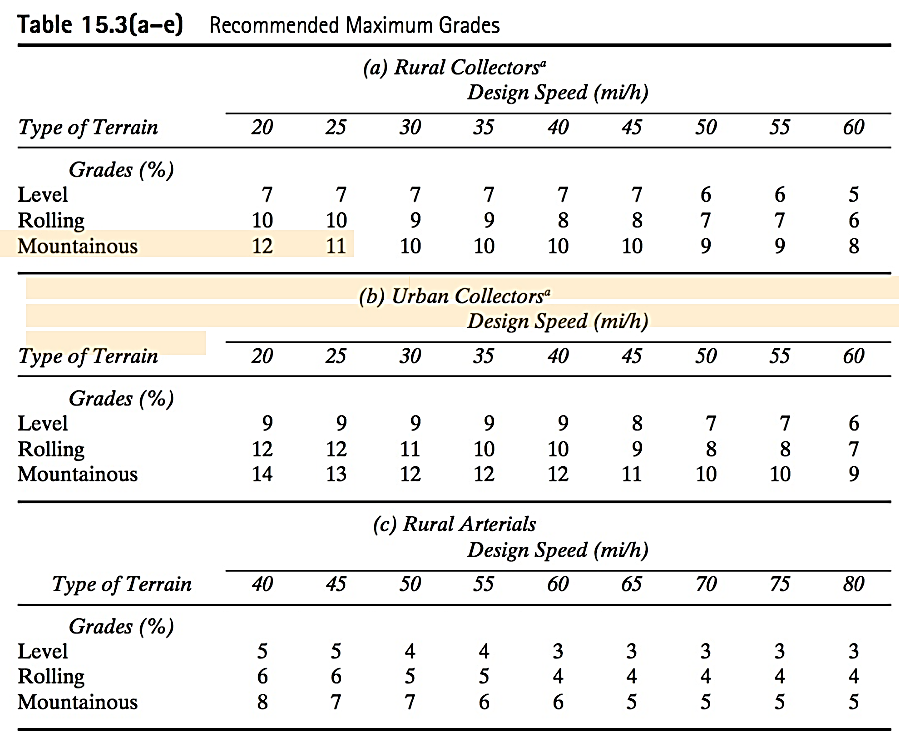 Table 15.3(a–e) Recommended Maximum Grades
(a) Rural Collectorsᵃ
Design Speed (mi/h)
Type of Terrain 20 25 30 35 40 45 50 55 60
Grades (%)
Level 7 7 7 7 7 7 6 6 5
Rolling 10 10 9 9 8 8 7 7 6
Mountainous 12 11 10 10 10 10 9 9 8
(b) Urban Collectorsᵃ
Design Speed (mi/h)
Type of Terrain 20 25 30 35 40 45 50 55 60
Grades (%)
Level 9 9 9 9 9 8 7 7 6
Rolling 12 12 11 10 10 9 8 8 7
Mountainous 14 13 12 12 12 11 10 10 9
(c) Rural Arterials
Design Speed (mi/h)
Type of Terrain 40 45 50 55 60 65 70 75 80
Grades (%)
Level 5 5 4 4 3 3 3 3 3
Rolling 6 6 5 5 4 4 4 4 4
Mountainous 8 7 7 6 6 5 5 5 5